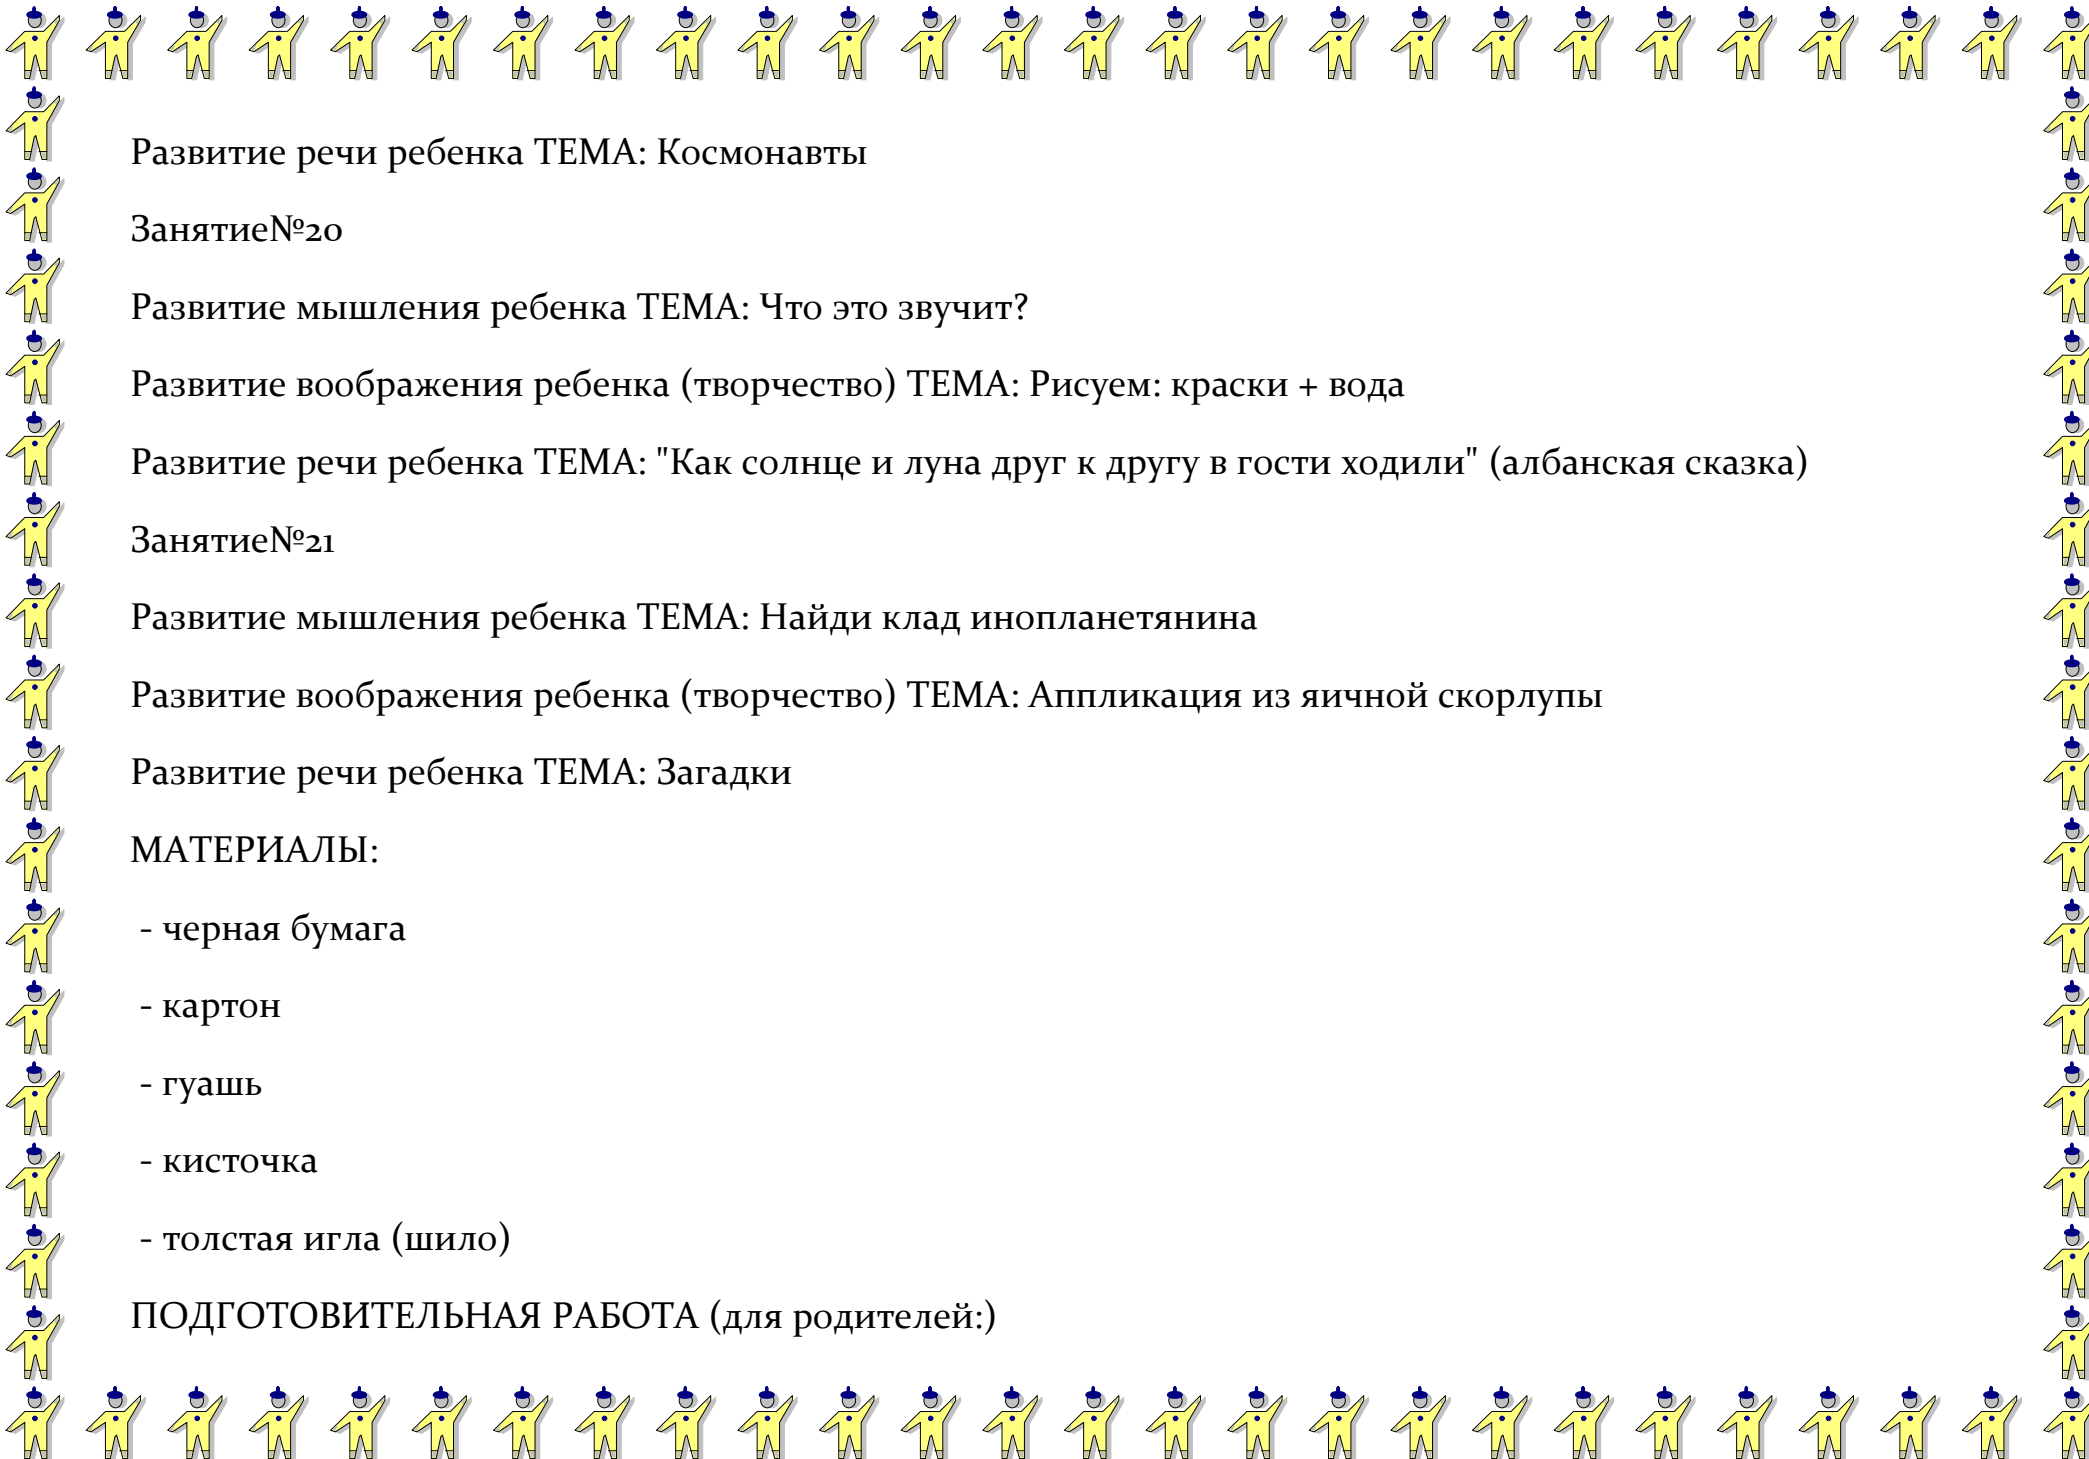 Развитие речи ребенка ТЕМА: Космонавты
Занятие№20
Развитие мышления ребенка ТЕМА: Что это звучит?
Развитие воображения ребенка (творчество) ТЕМА: Рисуем: краски + вода
Развитие речи ребенка ТЕМА: "Как солнце и луна друг к другу в гости ходили" (албанская сказка)
Занятие№21
Развитие мышления ребенка ТЕМА: Найди клад инопланетянина
Развитие воображения ребенка (творчество) ТЕМА: Аппликация из яичной скорлупы
Развитие речи ребенка ТЕМА: Загадки
МАТЕРИАЛЫ:
- черная бумага
- картон
- гуашь
- кисточка
- толстая игла (шило)
ПОДГОТОВИТЕЛЬНАЯ РАБОТА (для родителей:)